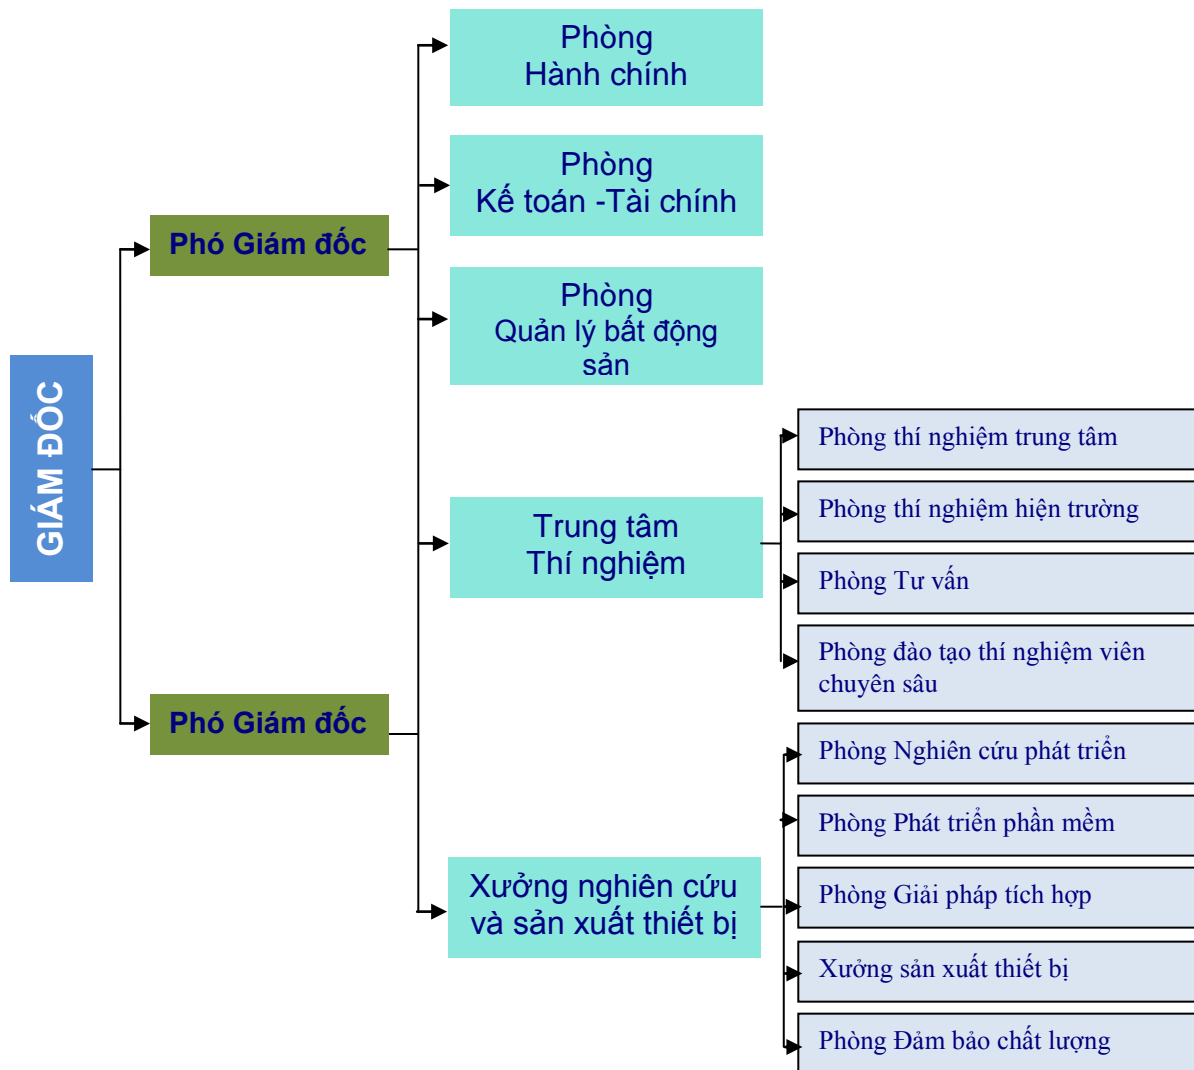 Phòng
Hành chính
Phòng
Kế toán -Tài chính
Phó Giám đốc
Phòng
Quản lý bất động
sản
GIÁM ĐỐC
Phòng thí nghiệm trung tâm
Phòng thí nghiệm hiện trường
Trung tâm
Thí nghiệm
Phòng Tư vấn
Phòng đào tạo thí nghiệm viên
chuyên sâu
Phó Giám đốc
Phòng Nghiên cứu phát triển
Phòng Phát triển phần mềm
Xưởng nghiên cứu
và sản xuất thiết bị
Phòng Giải pháp tích hợp
Xưởng sản xuất thiết bị
Phòng Đảm bảo chất lượng